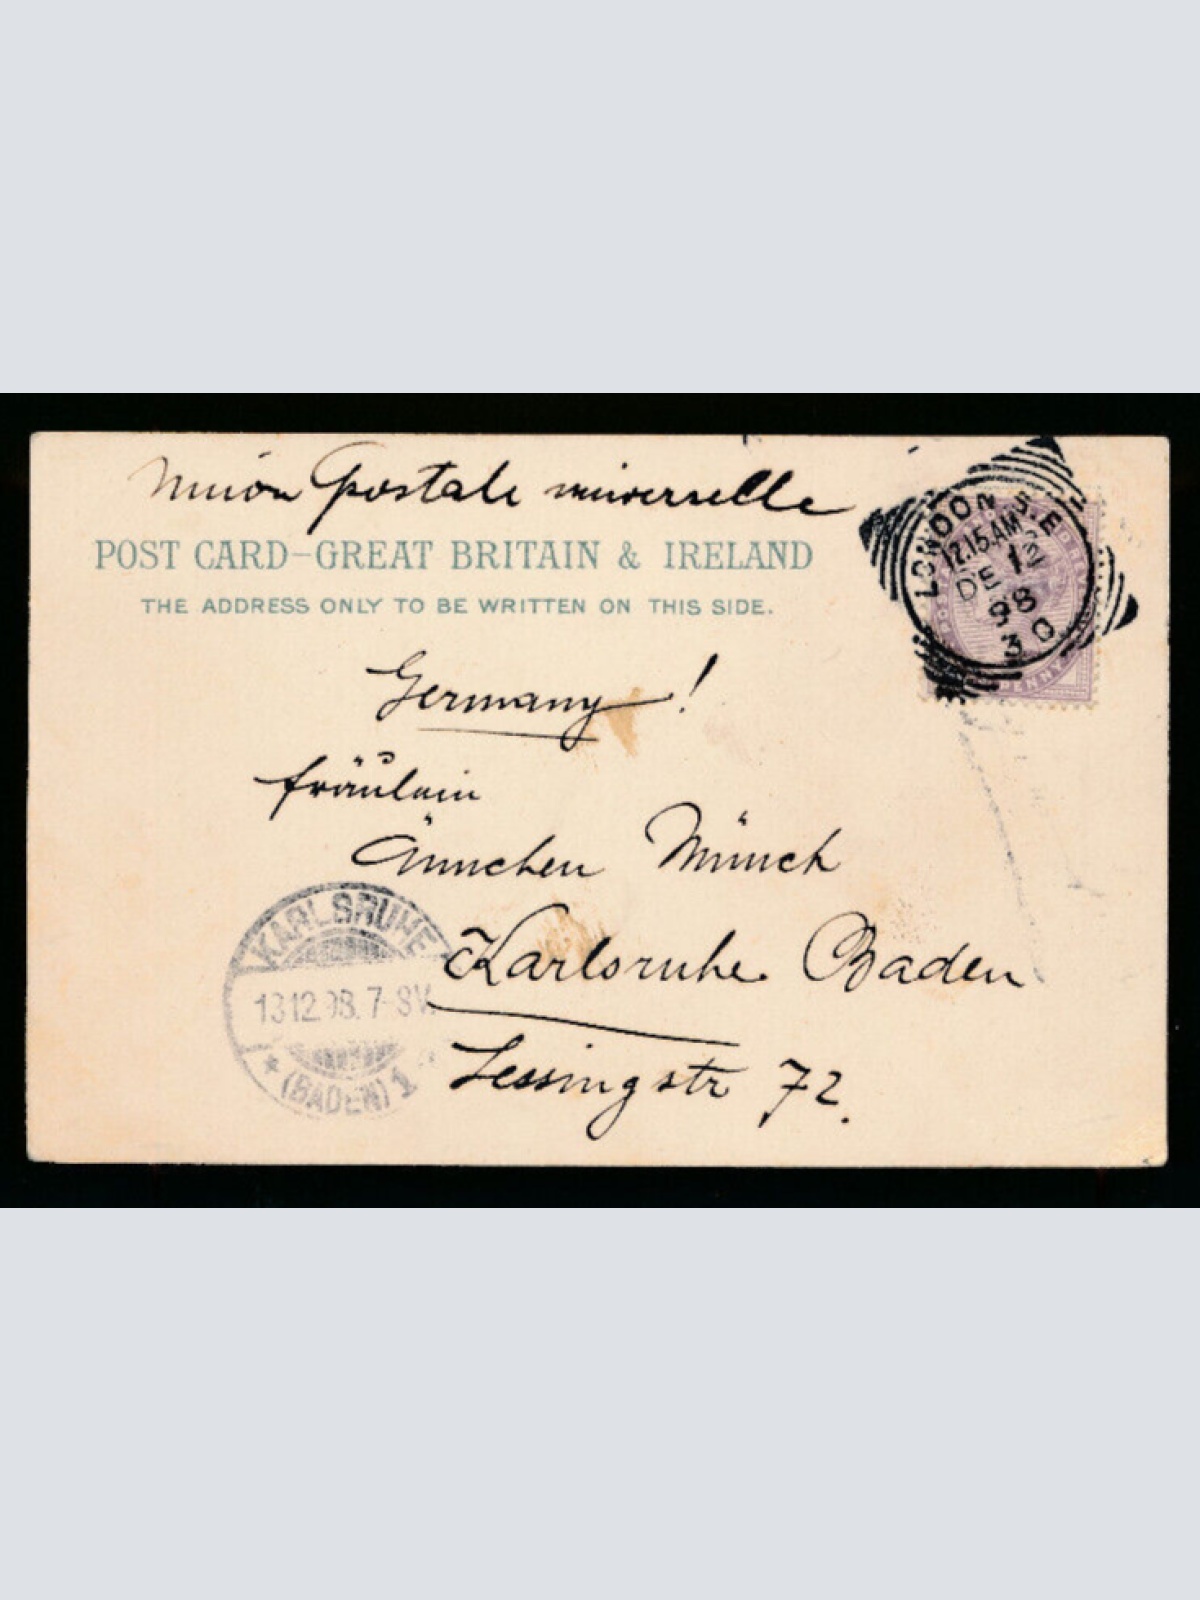 Union Postale universelle
POST CARD-GREAT BRITAIN & IRELAND
THE ADDRESS ONLY TO BE WRITTEN ON THIS SIDE.
LONDON S.E
12.15AM
DE 12
98
30
PENNY
Germany!
Fräulein
Ännchen Münch
Karlsruhe Baden
Lessingstr 72.
KARLSRUHE
13.12.98.7-8V.
(BADEN) 1